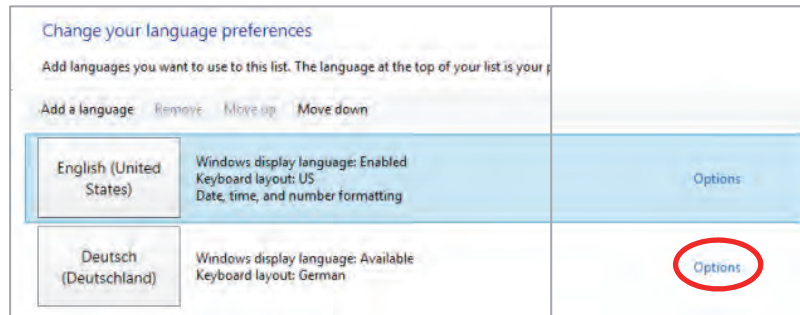 Change your language preferences
Add languages you want to use to this list. The language at the top of your list is your
Add a language Remove Move up Move down
English (United States)
Windows display language: Enabled
Keyboard layout: US
Date, time, and number formatting
Options
Deutsch (Deutschland)
Windows display language: Available
Keyboard layout: German
Options